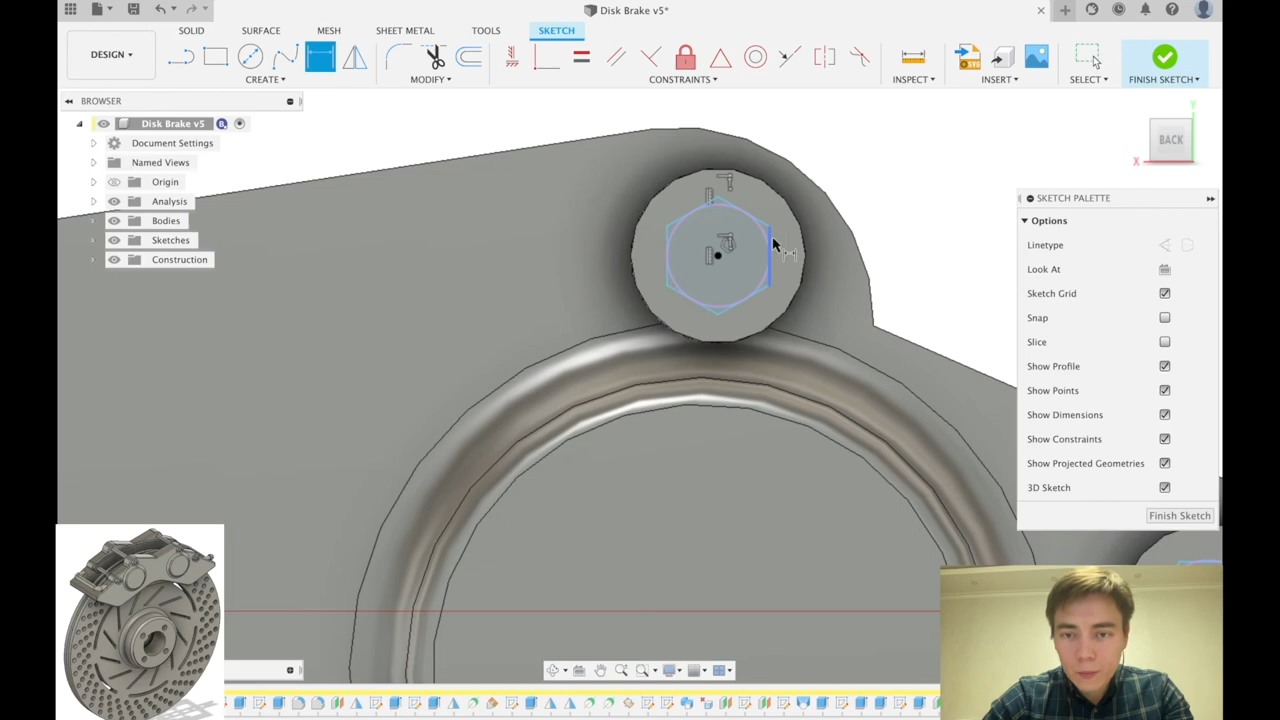 Disk Brake v5*
SOLID SURFACE MESH SHEET METAL TOOLS SKETCH
DESIGN
CREATE MODIFY CONSTRAINTS INSPECT INSERT SELECT FINISH SKETCH
BROWSER
Disk Brake v5
Document Settings
Named Views
Origin
Analysis
Bodies
Sketches
Construction
Y
BACK
X
SKETCH PALETTE
Options
Linetype
Look At
Sketch Grid
Snap
Slice
Show Profile
Show Points
Show Dimensions
Show Constraints
Show Projected Geometries
3D Sketch
Finish Sketch